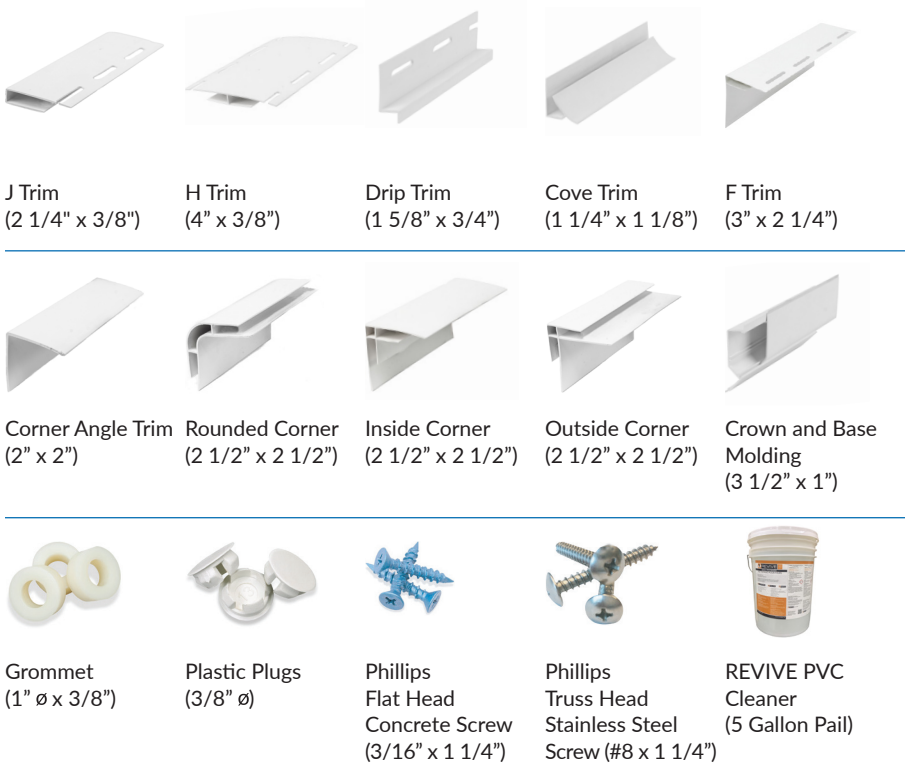 J Trim
(2 1/4" x 3/8")
H Trim
(4” x 3/8”)
Drip Trim
(1 5/8” x 3/4”)
Cove Trim
(1 1/4” x 1 1/8”)
F Trim
(3” x 2 1/4”)
Corner Angle Trim
(2” x 2”)
Rounded Corner
(2 1/2” x 2 1/2”)
Inside Corner
(2 1/2” x 2 1/2”)
Outside Corner
(2 1/2” x 2 1/2”)
Crown and Base
Molding
(3 1/2” x 1”)
Grommet
(1” ø x 3/8”)
Plastic Plugs
(3/8” ø)
Phillips
Flat Head
Concrete Screw
(3/16” x 1 1/4”)
Phillips
Truss Head
Stainless Steel
Screw (#8 x 1 1/4”)
REVIVE PVC
Cleaner
(5 Gallon Pail)